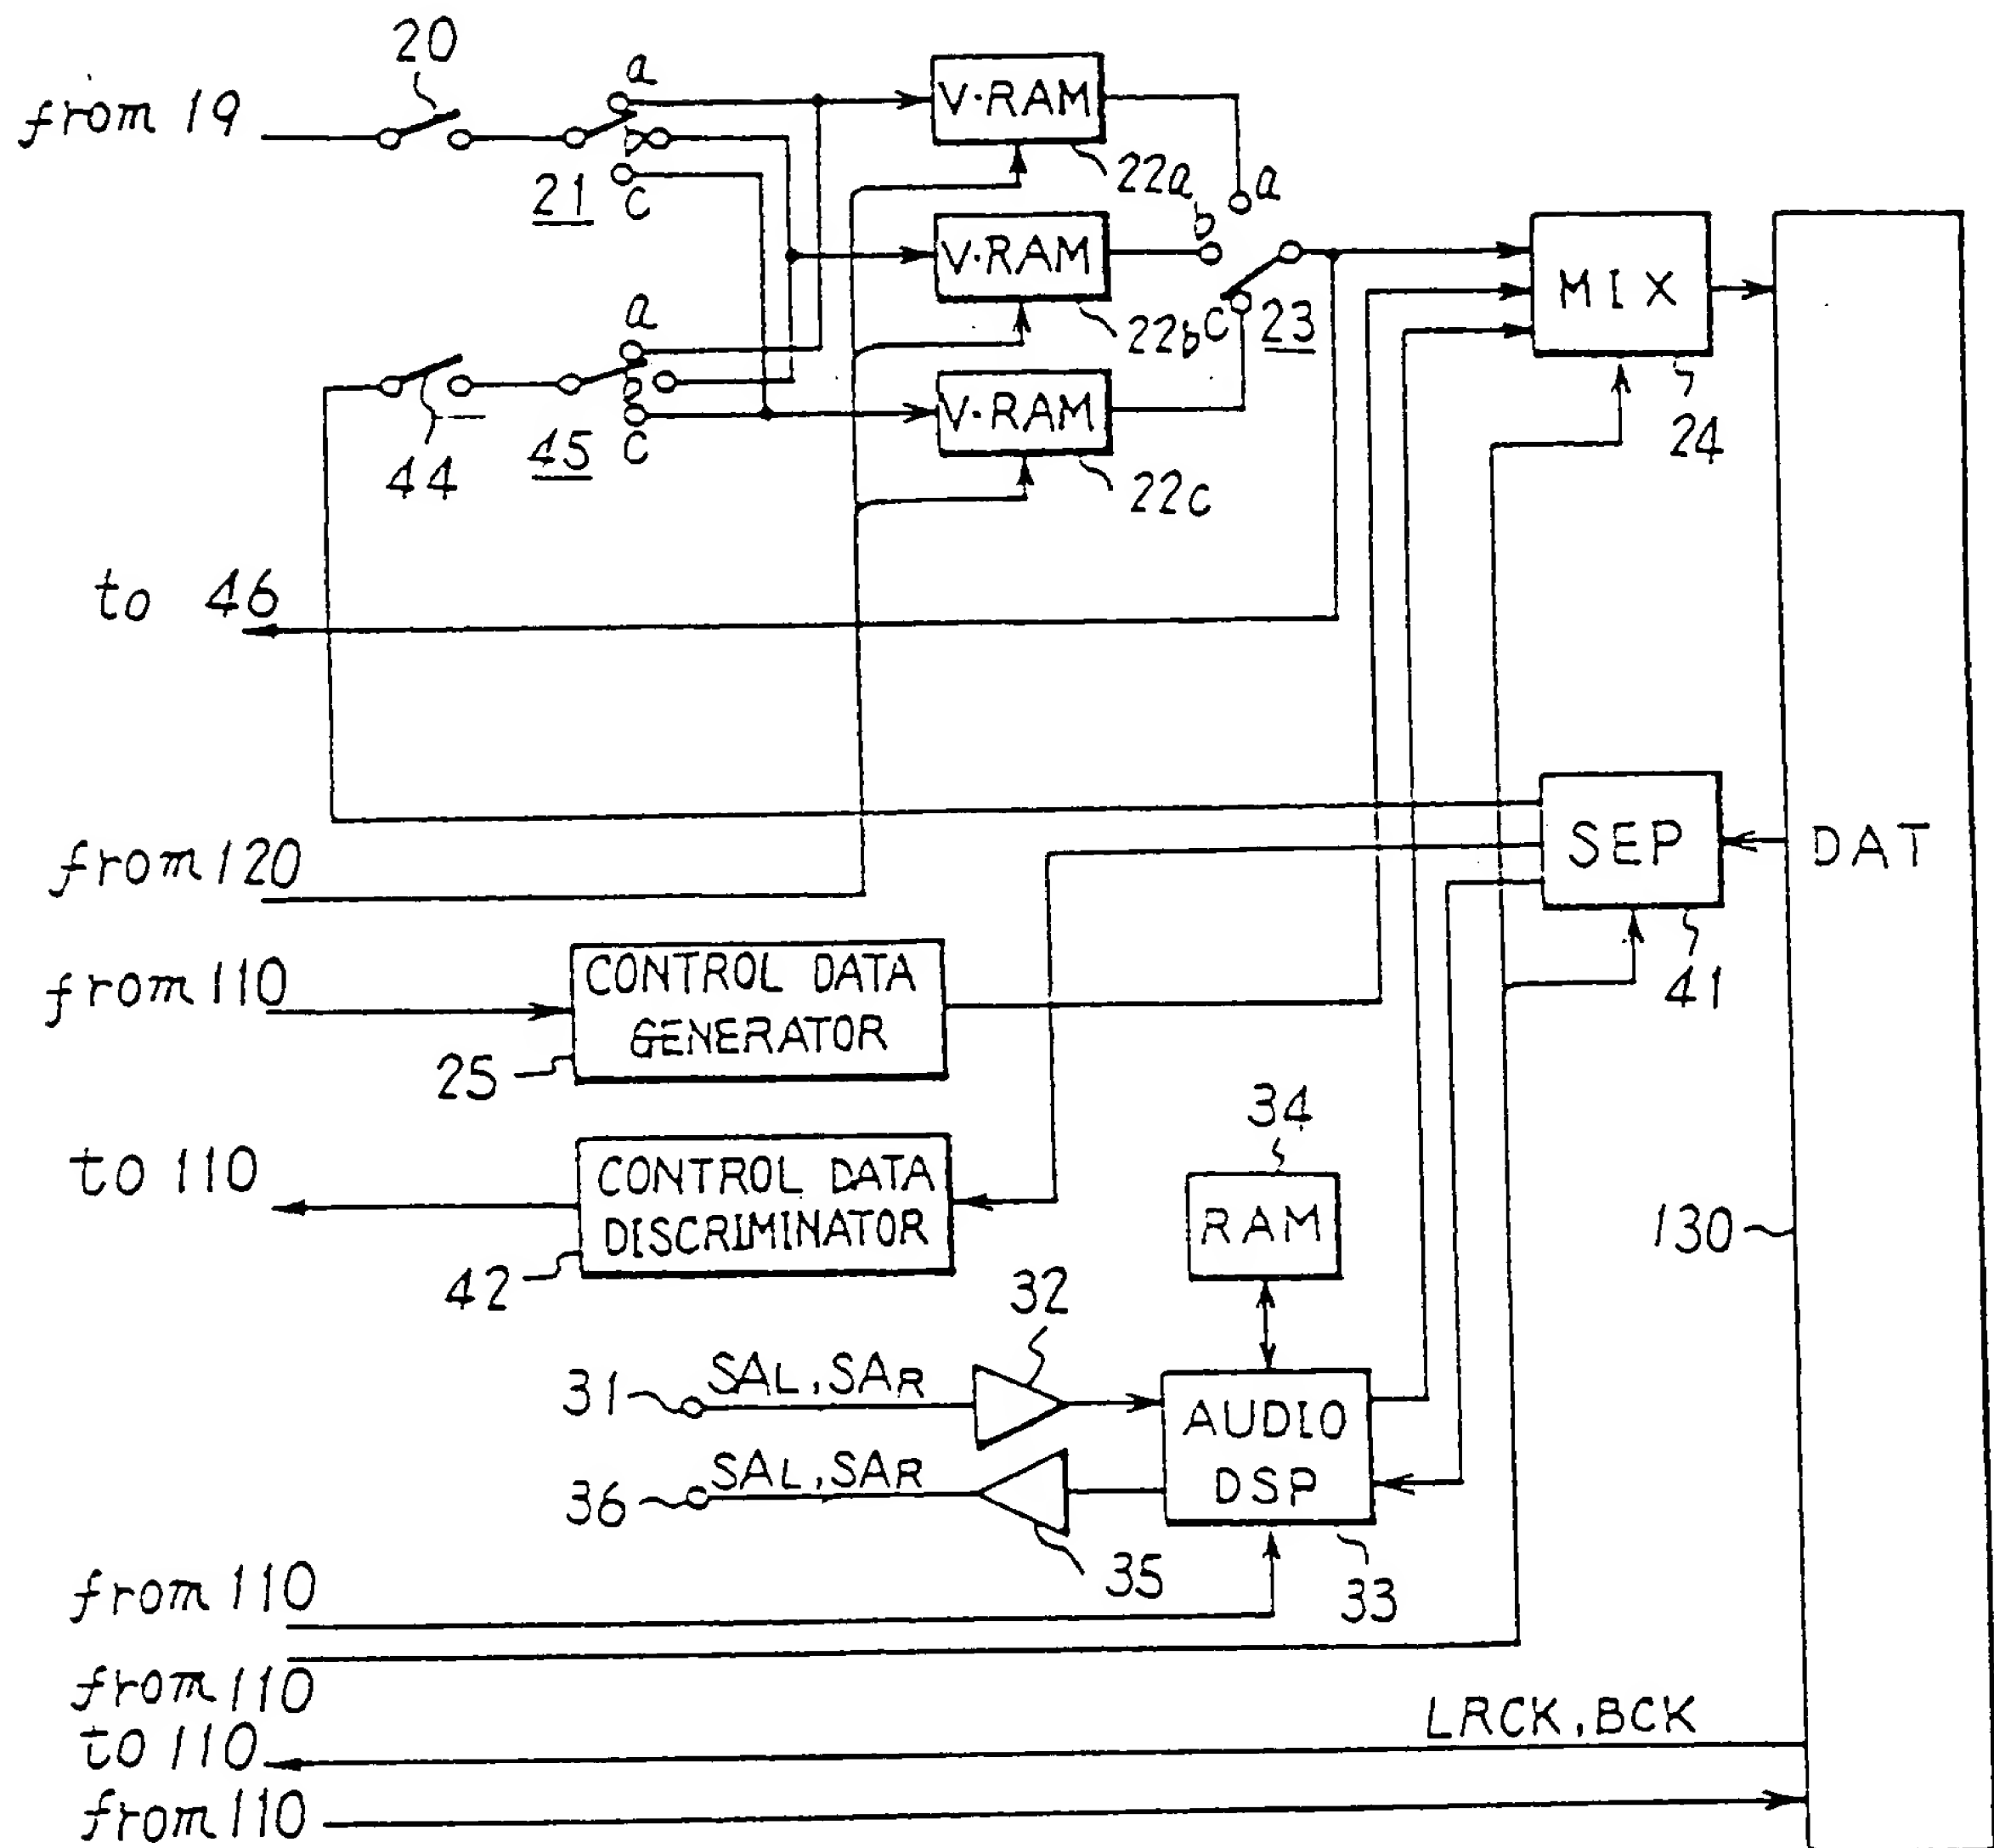 20
from 19
a
b
c
21
V·RAM
22a
a
b
V·RAM
22b
c
23
MIX
24
a
b
c
44
45
V·RAM
22c
to 46
SEP
41
DAT
from 120
from 110
CONTROL DATA
GENERATOR
25
to 110
CONTROL DATA
DISCRIMINATOR
42
34
RAM
130
32
31
SAL, SAR
AUDIO
DSP
36
SAL, SAR
35
33
from 110
from 110
LRCK, BCK
to 110
from 110